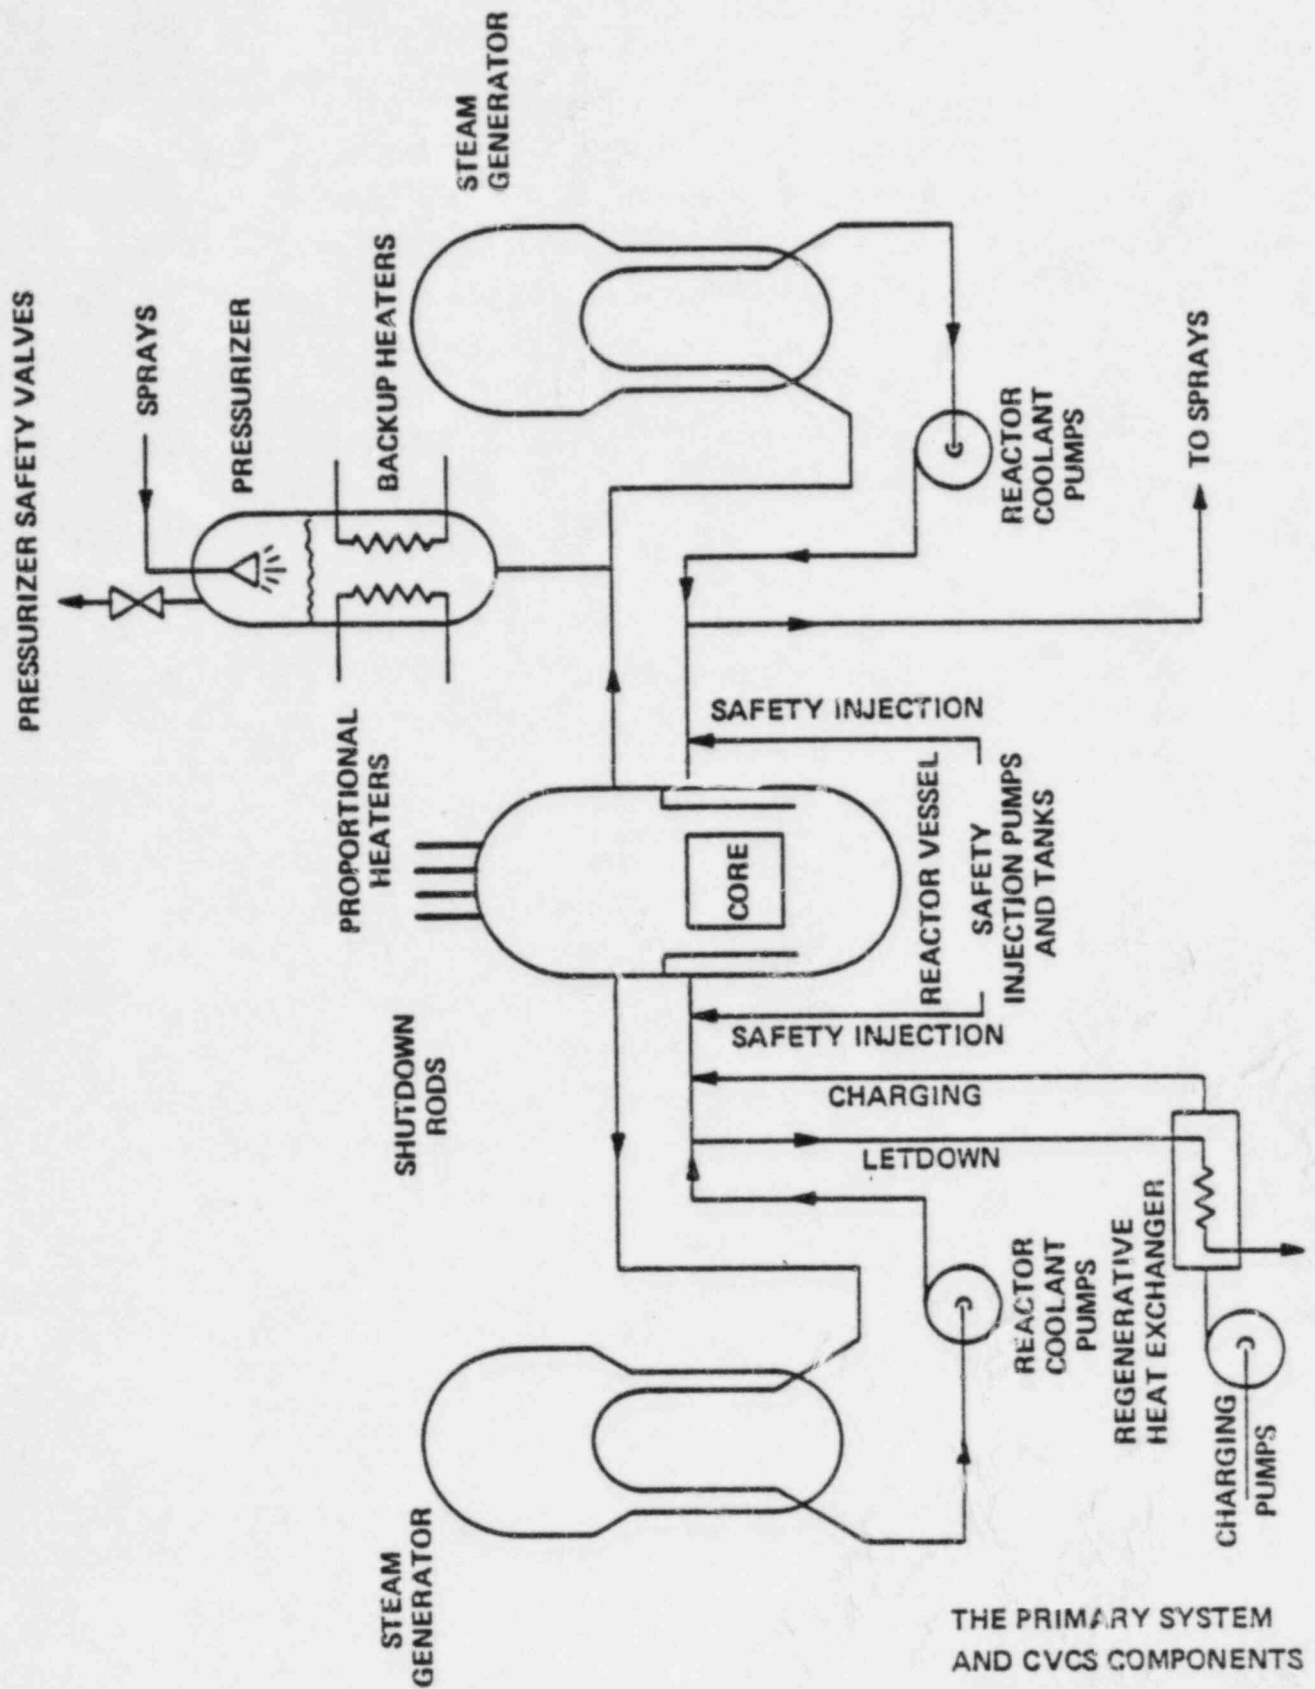 PRESSURIZER SAFETY VALVES
SPRAYS
PRESSURIZER
BACKUP HEATERS
PROPORTIONAL
HEATERS
STEAM
GENERATOR
SHUTDOWN
RODS
STEAM
GENERATOR
CORE
REACTOR VESSEL
SAFETY
INJECTION PUMPS
AND TANKS
SAFETY INJECTION
SAFETY INJECTION
CHARGING
LETDOWN
REACTOR
COOLANT
PUMPS
TO SPRAYS
REACTOR
COOLANT
PUMPS
REGENERATIVE
HEAT EXCHANGER
CHARGING
PUMPS
THE PRIMARY SYSTEM
AND CVCS COMPONENTS